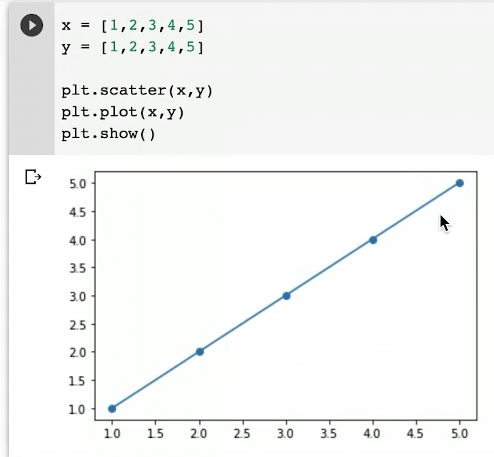 x = [1,2,3,4,5]
y = [1,2,3,4,5]
plt.scatter(x,y)
plt.plot(x,y)
plt.show()
5.0
4.5
4.0
3.5
3.0
2.5
2.0
1.5
1.0
1.0 1.5 2.0 2.5 3.0 3.5 4.0 4.5 5.0